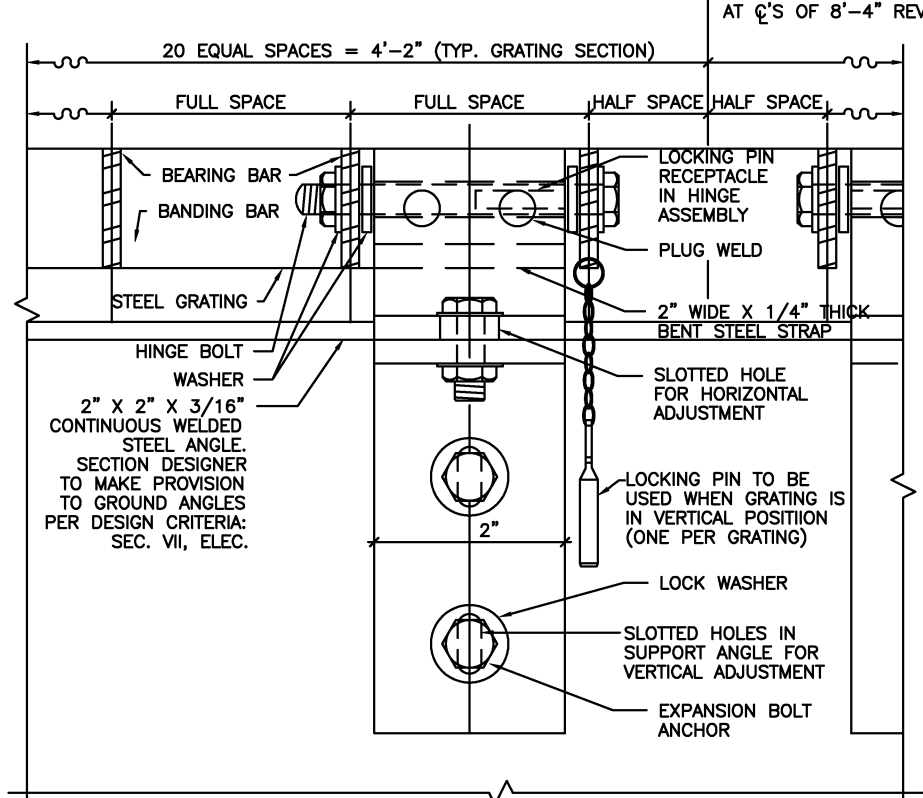 AT ℄'S OF 8'-4" REV
20 EQUAL SPACES = 4'-2" (TYP. GRATING SECTION)
FULL SPACE
FULL SPACE
HALF SPACE
HALF SPACE
BEARING BAR
BANDING BAR
LOCKING PIN
RECEPTACLE
IN HINGE
ASSEMBLY
PLUG WELD
STEEL GRATING
2" WIDE X 1/4" THICK
BENT STEEL STRAP
HINGE BOLT
WASHER
SLOTTED HOLE
FOR HORIZONTAL
ADJUSTMENT
2" X 2" X 3/16"
CONTINUOUS WELDED
STEEL ANGLE.
SECTION DESIGNER
TO MAKE PROVISION
TO GROUND ANGLES
PER DESIGN CRITERIA:
SEC. VII, ELEC.
LOCKING PIN TO BE
USED WHEN GRATING IS
IN VERTICAL POSITIION
(ONE PER GRATING)
2"
LOCK WASHER
SLOTTED HOLES IN
SUPPORT ANGLE FOR
VERTICAL ADJUSTMENT
EXPANSION BOLT
ANCHOR